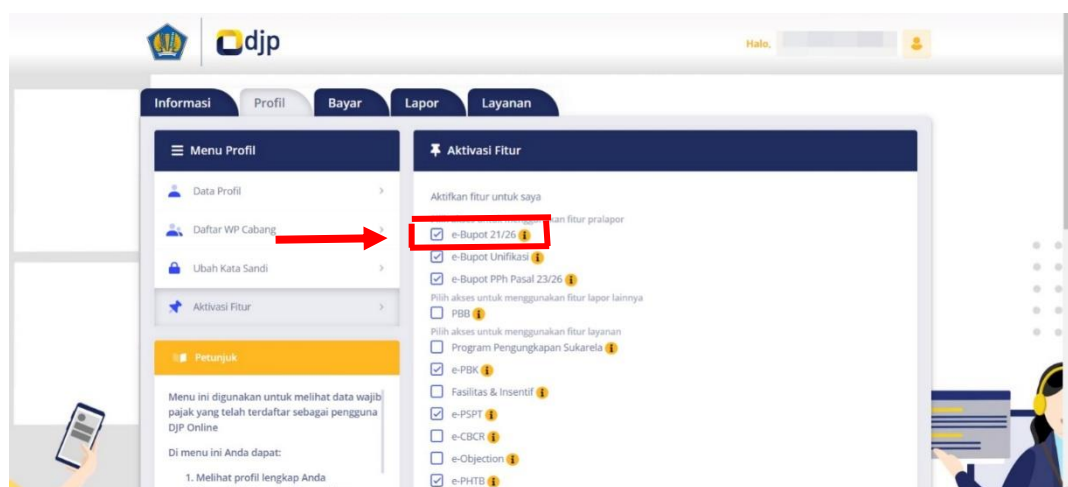 djp
Halo,
Informasi
Profil
Bayar
Lapor
Layanan
Menu Profil
Data Profil
Daftar WP Cabang
Ubah Kata Sandi
Aktivasi Fitur
Petunjuk
Menu ini digunakan untuk melihat data wajib
pajak yang telah terdaftar sebagai pengguna
DJP Online
Di menu ini Anda dapat:
1. Melihat profil lengkap Anda
Aktivasi Fitur
Aktifkan fitur untuk saya
fitur pralapor
e-Bupot 21/26
e-Bupot Unifikasi
e-Bupot PPh Pasal 23/26
Pilih akses untuk menggunakan fitur lapor lainnya
PBB
Pilih akses untuk menggunakan fitur layanan
Program Pengungkapan Sukarela
e-PBK
Fasilitas & Insentif
e-PSPT
e-CBCR
e-Objection
e-PHTB